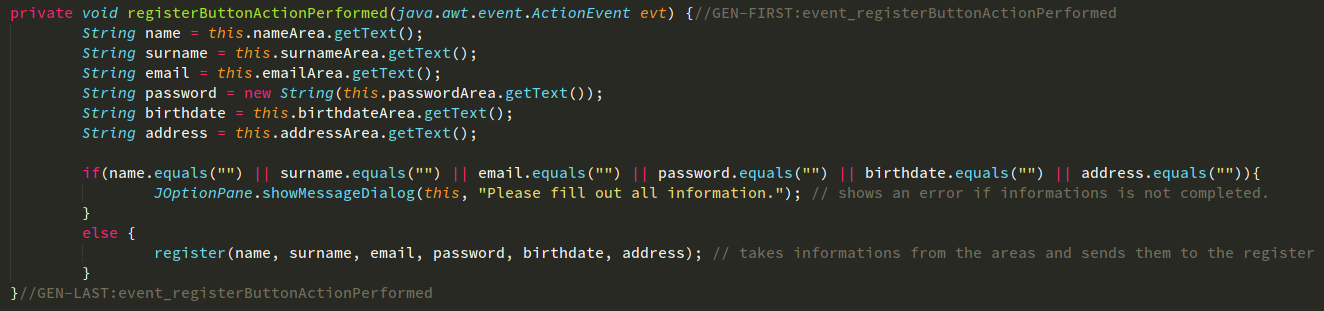 private void registerButtonActionPerformed(java.awt.event.ActionEvent evt) {//GEN-FIRST:event_registerButtonActionPerformed
String name = this.nameArea.getText();
String surname = this.surnameArea.getText();
String email = this.emailArea.getText();
String password = new String(this.passwordArea.getText());
String birthdate = this.birthdateArea.getText();
String address = this.addressArea.getText();
if(name.equals("") || surname.equals("") || email.equals("") || password.equals("") || birthdate.equals("") || address.equals("")){
JOptionPane.showMessageDialog(this, "Please fill out all information."); // shows an error if informations is not completed.
}
else {
register(name, surname, email, password, birthdate, address); // takes informations from the areas and sends them to the register
}
}//GEN-LAST:event_registerButtonActionPerformed